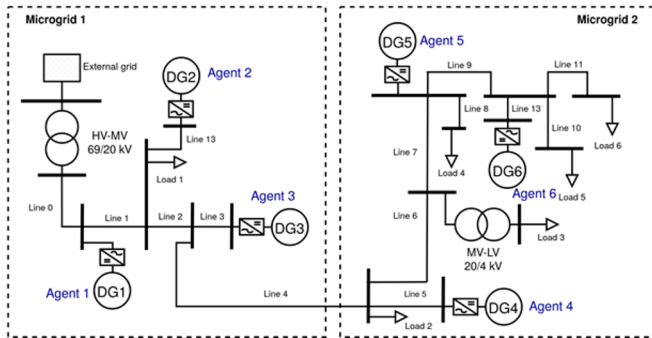 Microgrid 1
External grid
HV-MV
69/20 kV
DG2
Agent 2
Line 13
Load 1
Line 0
Line 1
Line 2
Line 3
Agent 3
DG3
Agent 1
DG1
Line 4
Microgrid 2
DG5
Agent 5
Line 9
Line 11
Line 8
Line 13
Line 10
Load 6
Line 7
Load 4
DG6
Agent 6
Load 5
Line 6
MV-LV
20/4 kV
Load 3
Line 5
DG4
Agent 4
Load 2